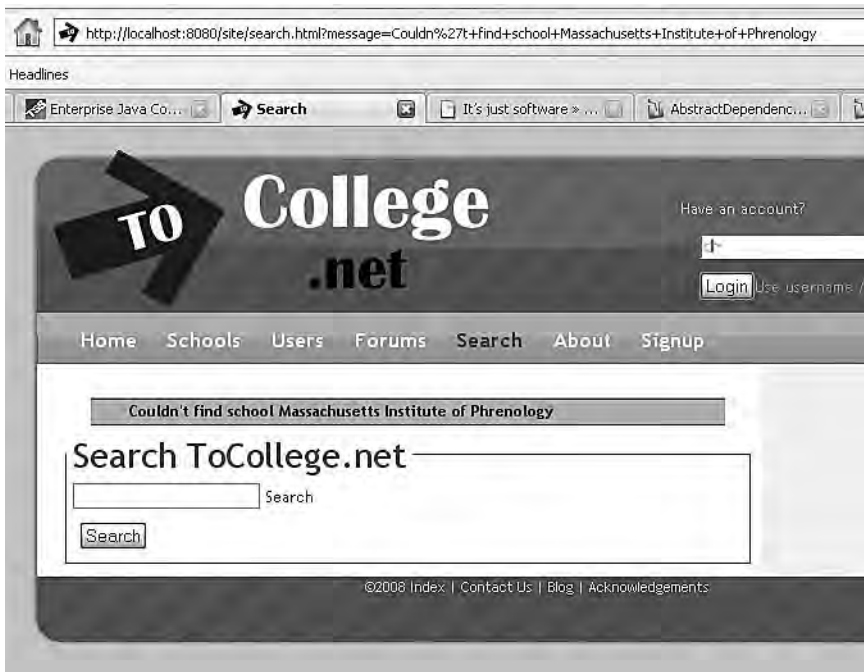 http://localhost:8080/site/search.html?message=Couldn%27t+find+school+Massachusetts+Institute+of+Phrenology
Headlines
Enterprise Java Co... Search It's just software » ... AbstractDependenc...
TO College
.net
Have an account?
Login Use username /
Home Schools Users Forums Search About Signup
Couldn't find school Massachusetts Institute of Phrenology
Search ToCollege.net
Search
Search
©2008 Index | Contact Us | Blog | Acknowledgements